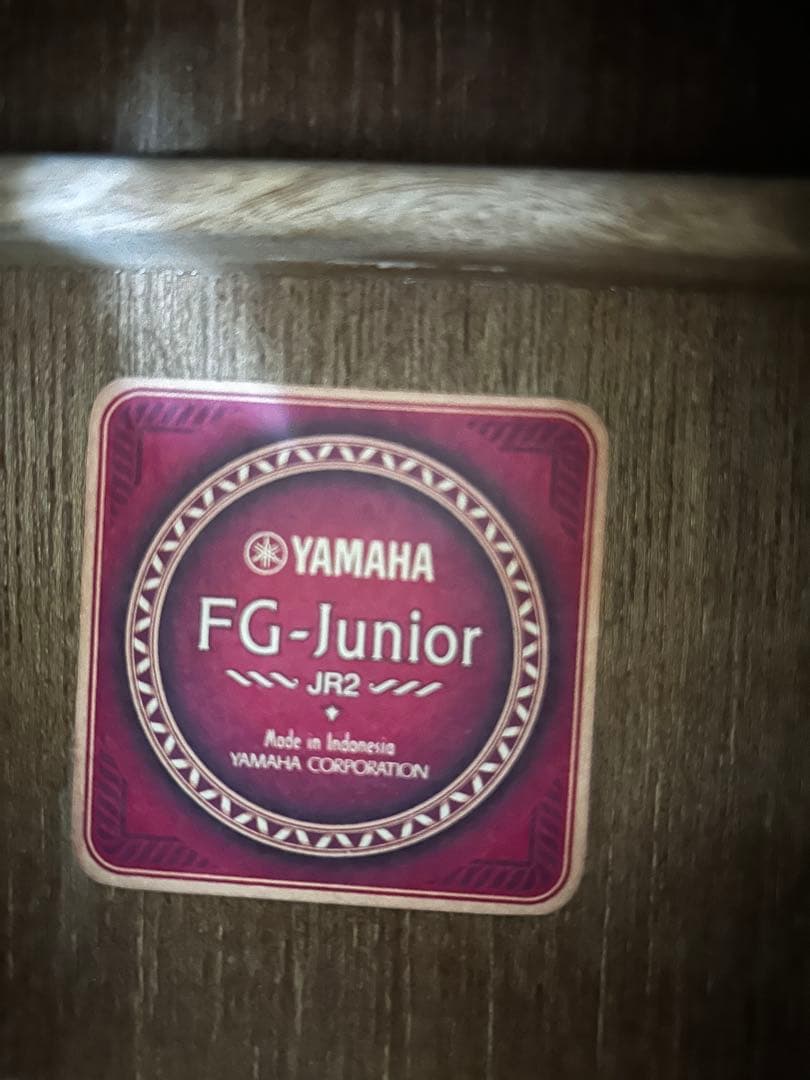 YAMAHA
FG-Junior
JR2
Made in Indonesia
YAMAHA CORPORATION